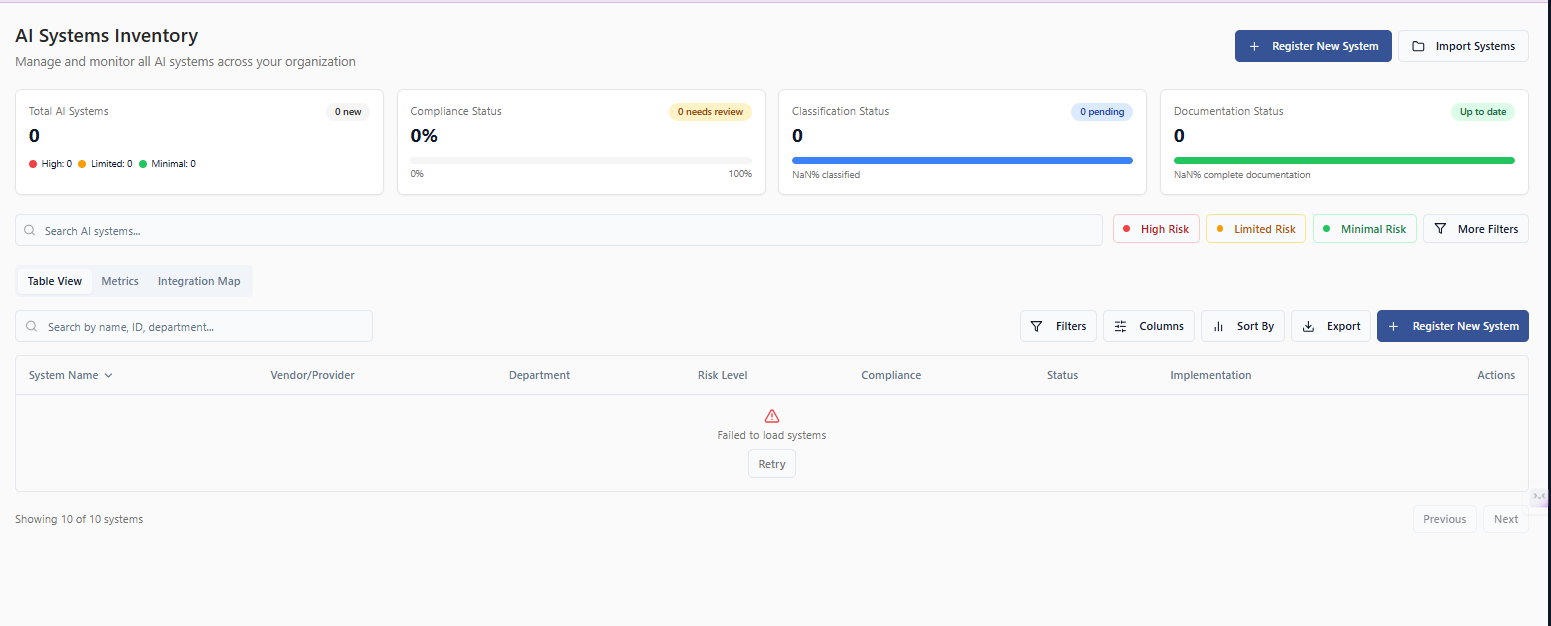 AI Systems Inventory
Manage and monitor all AI systems across your organization
Register New System
Import Systems
Total AI Systems
0 new
0
High: 0 Limited: 0 Minimal: 0
Compliance Status
0 needs review
0%
0% 100%
Classification Status
0 pending
0
NaN% classified
Documentation Status
Up to date
0
NaN% complete documentation
Search AI systems...
High Risk
Limited Risk
Minimal Risk
More Filters
Table View Metrics Integration Map
Search by name, ID, department...
Filters
Columns
Sort By
Export
Register New System
System Name Vendor/Provider Department Risk Level Compliance Status Implementation Actions
Failed to load systems
Retry
Showing 10 of 10 systems
Previous Next